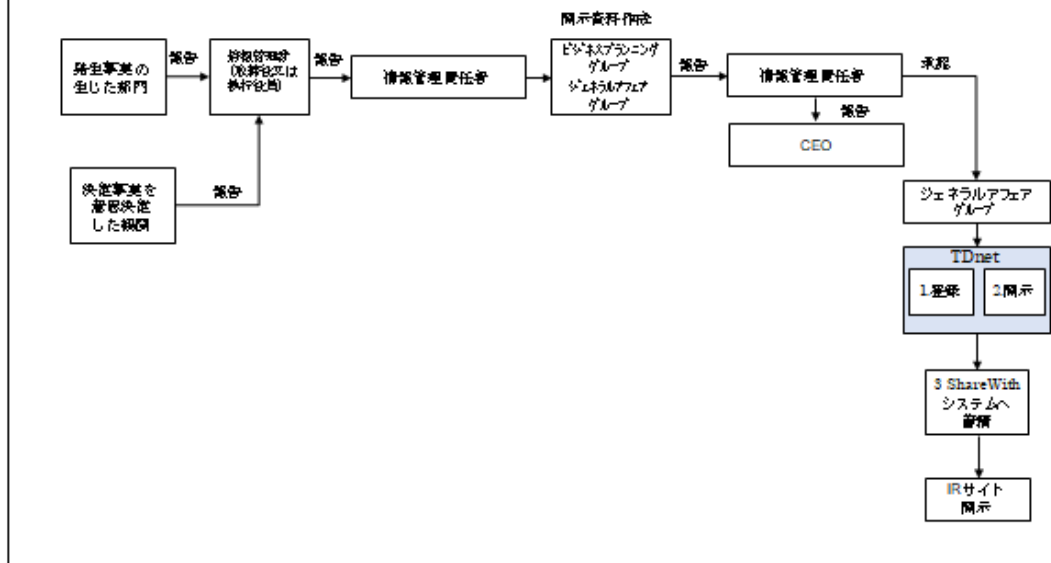 開示資料作成
発生事実の
生じた部門
報告
情報管理者
(取締役又は
執行役員)
報告
情報管理責任者
ビジネスプランニング
グループ
ジェネラルアフェア
グループ
報告
情報管理責任者
承認
報告
CEO
決定事実を
意思決定
した機関
報告
ジェネラルアフェア
グループ
TDnet
1.登録
2.開示
3 ShareWith
システムへ
蓄積
IRサイト
開示